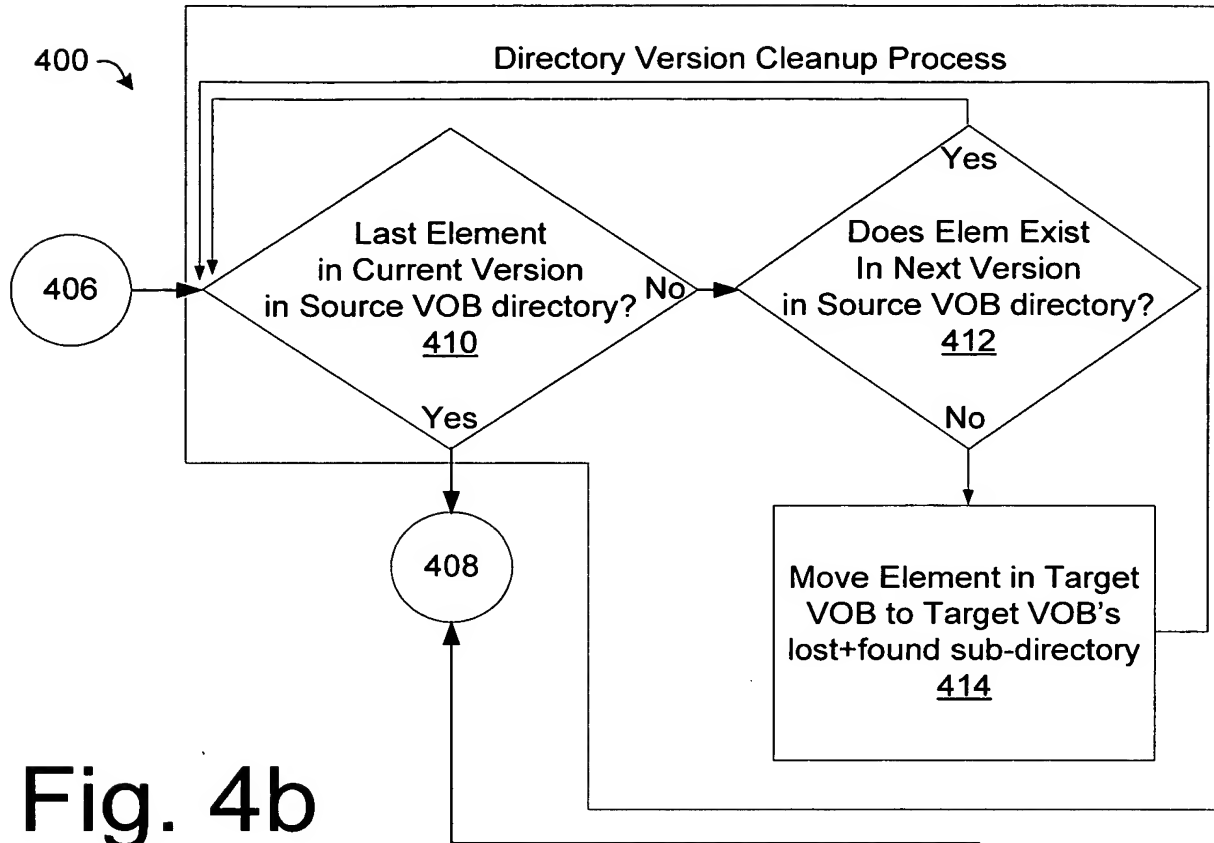 400
Directory Version Cleanup Process
406
Last Element
in Current Version
in Source VOB directory?
410
No
Yes
Yes
Does Elem Exist
In Next Version
in Source VOB directory?
412
No
408
Move Element in Target
VOB to Target VOB's
lost+found sub-directory
414
Fig. 4b